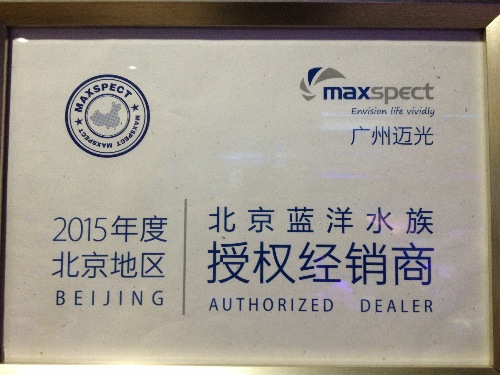 MAXSPECT
MAXSPECT MAXSPECT
maxspect
Envision life vividly
广州迈光
2015年度
北京地区
BEIJING
北京蓝洋水族
授权经销商
AUTHORIZED DEALER